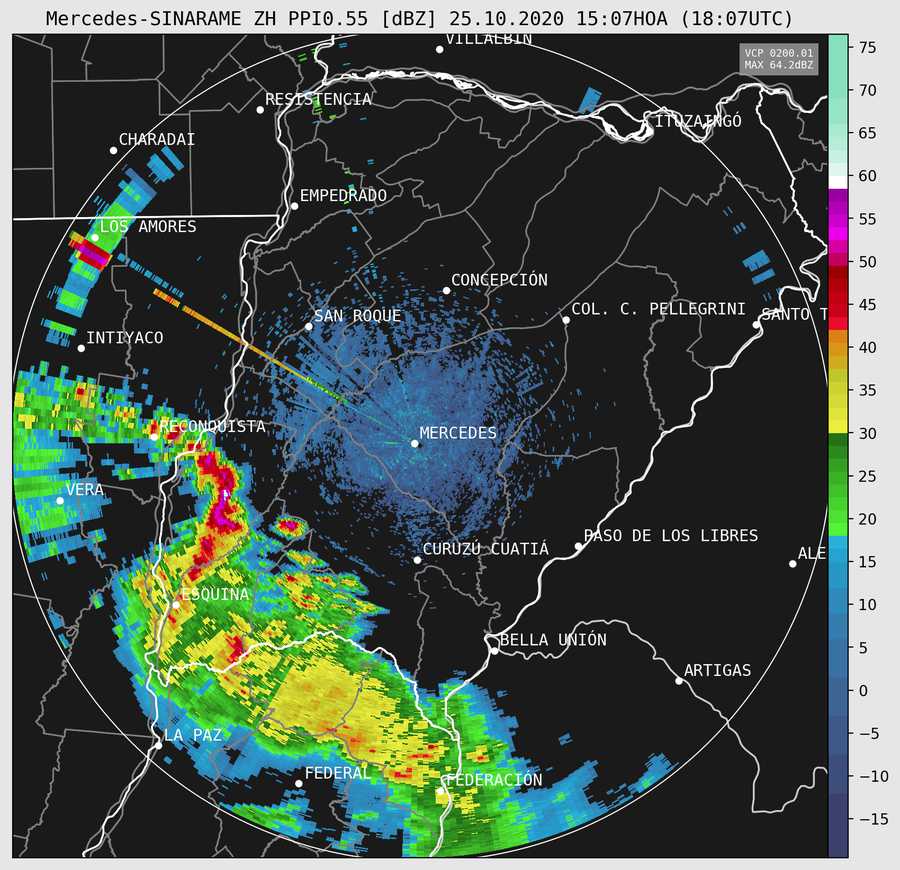 Mercedes-SINARAME ZH PPI0.55 [dBZ] 25.10.2020 15:07HOA (18:07UTC)
VILLALBIN
VCP 0200.01
MAX 64.2dBZ
75
70
65
60
55
50
45
40
35
30
25
20
15
10
5
0
−5
−10
−15
RESISTENCIA
ITUZAINGÓ
CHARADAI
EMPEDRADO
LOS AMORES
CONCEPCIÓN
COL. C. PELLEGRINI
SANTO T
SAN ROQUE
INTIYACO
RECONQUISTA
MERCEDES
VERA
PASO DE LOS LIBRES
CURUZÚ CUATIÁ
ALE
ESQUINA
BELLA UNIÓN
ARTIGAS
LA PAZ
FEDERAL
FEDERACIÓN